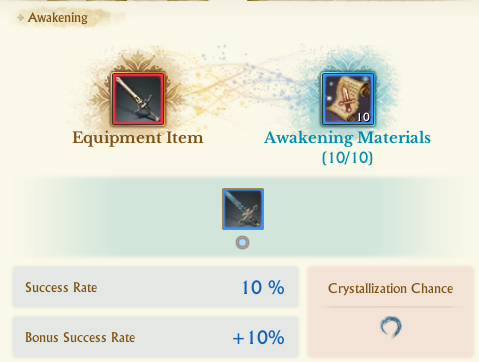 Awakening
10
Equipment Item
Awakening Materials
(10/10)
Success Rate
10 %
Crystallization Chance
Bonus Success Rate
+10%